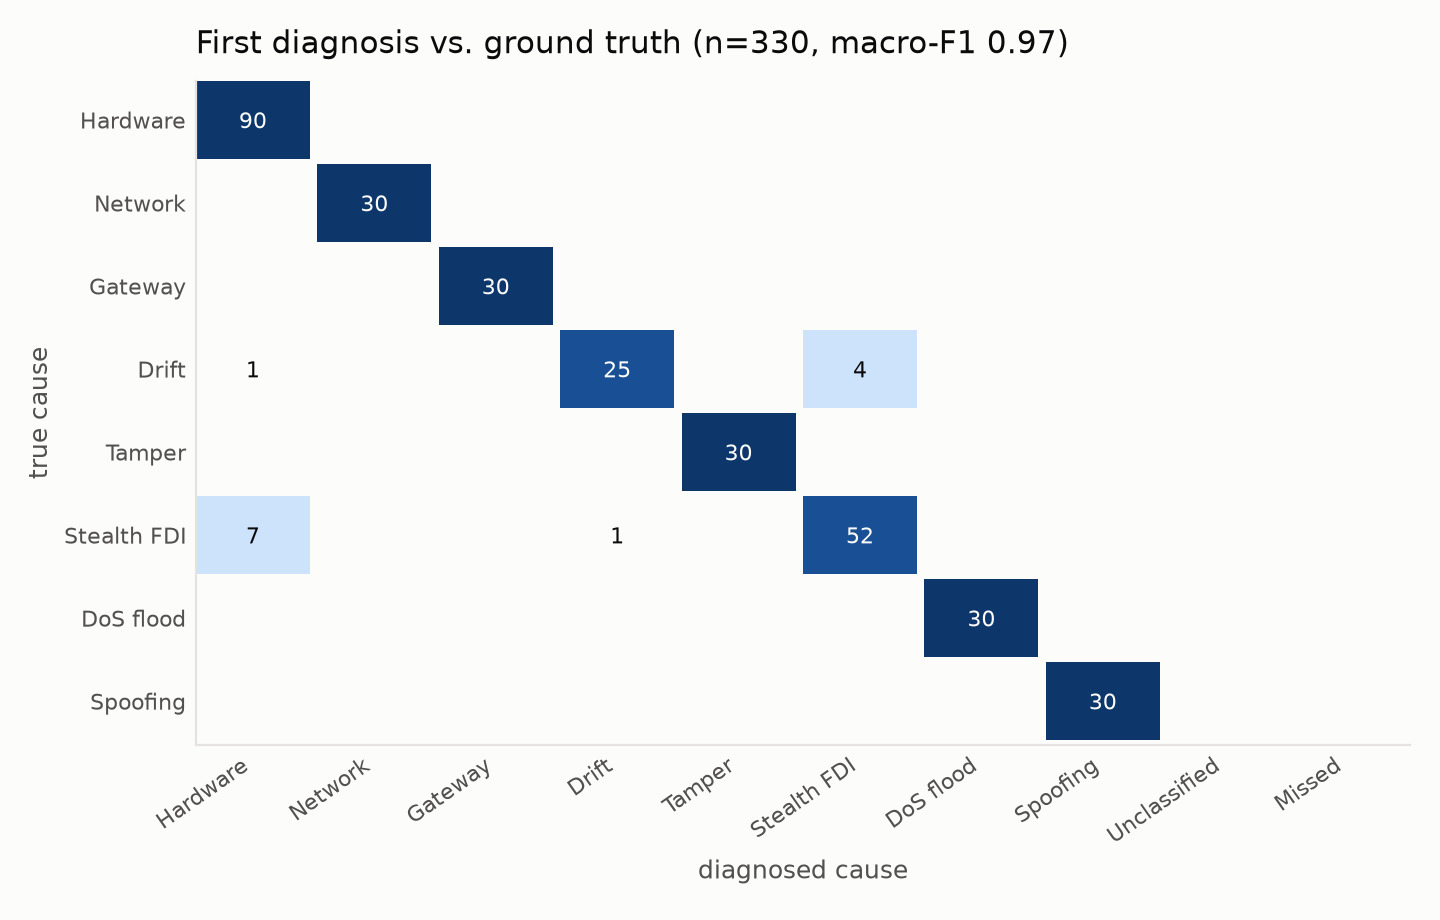 First diagnosis vs. ground truth (n=330, macro-F1 0.97)
true cause
Hardware 90
Network 30
Gateway 30
Drift 1 25 4
Tamper 30
Stealth FDI 7 1 52
DoS flood 30
Spoofing 30
Hardware Network Gateway Drift Tamper Stealth FDI DoS flood Spoofing Unclassified Missed
diagnosed cause